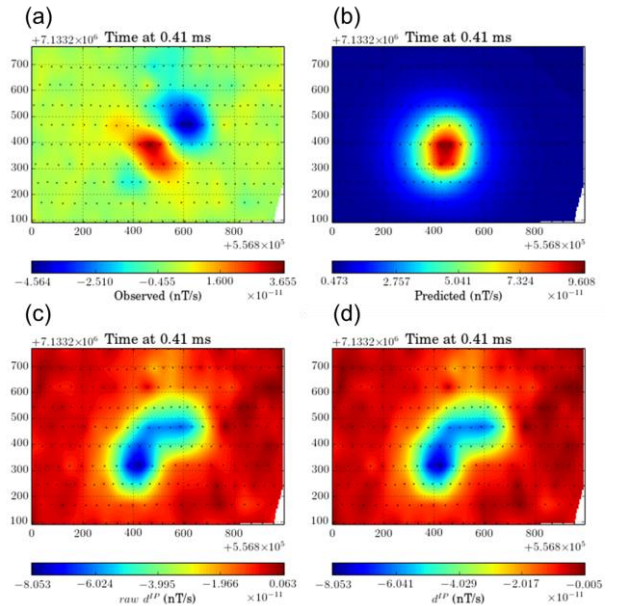 (a)
(b)
+7.1332×10⁶ Time at 0.41 ms
+7.1332×10⁶ Time at 0.41 ms
700
600
500
400
300
200
100
0 200 400 600 800
+5.568×10⁵
700
600
500
400
300
200
100
0 200 400 600 800
+5.568×10⁵
−4.564 −2.510 −0.455 1.600 3.655
Observed (nT/s) ×10⁻¹¹
0.473 2.757 5.041 7.324 9.608
Predicted (nT/s) ×10⁻¹¹
(c)
(d)
+7.1332×10⁶ Time at 0.41 ms
+7.1332×10⁶ Time at 0.41 ms
700
600
500
400
300
200
100
0 200 400 600 800
+5.568×10⁵
700
600
500
400
300
200
100
0 200 400 600 800
+5.568×10⁵
−8.053 −6.024 −3.995 −1.966 0.063
raw dᴵᴾ (nT/s) ×10⁻¹¹
−8.053 −6.041 −4.029 −2.017 −0.005
dᴵᴾ (nT/s) ×10⁻¹¹